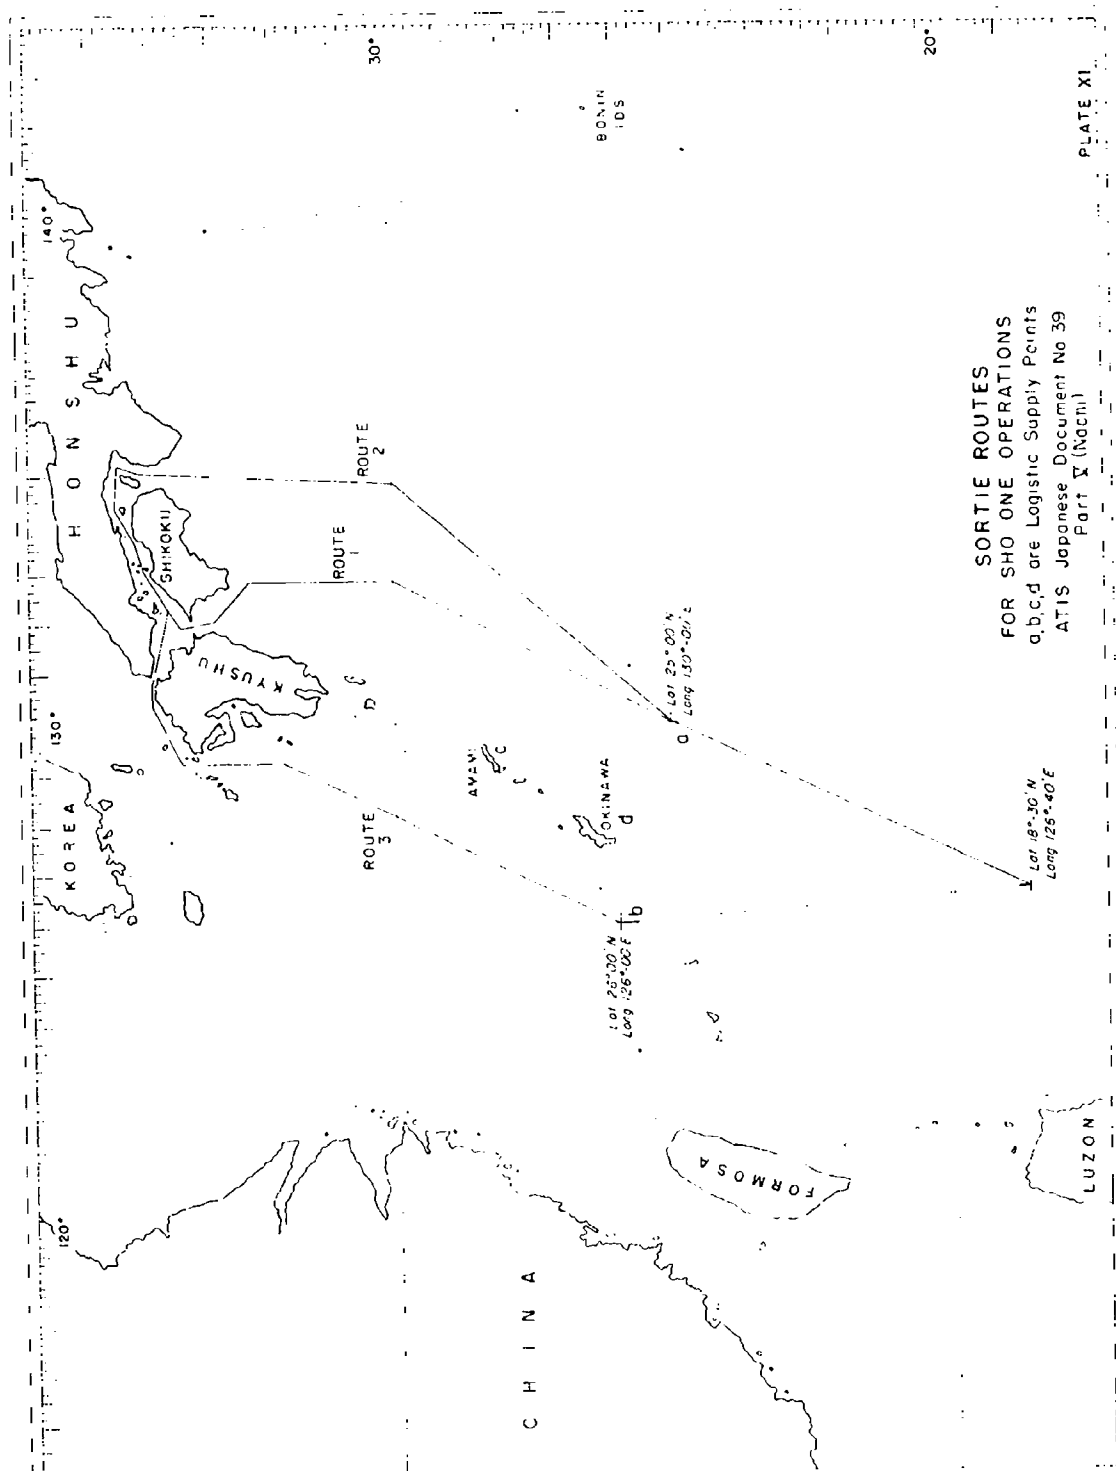 140°
130°
120°
30°
20°
HONSHU
SHIKOKU
KYUSHU
KOREA
BONIN
IDS
ROUTE
2
ROUTE
1
ROUTE
3
AMAMI
c
OKINAWA
d
Lat 25°00'N
Long 130°-00'E
a
Lat 26°00'N
Long 126°-00'E
b
Lat 18°-30'N
Long 126°-40'E
CHINA
FORMOSA
LUZON
SORTIE ROUTES
FOR SHO ONE OPERATIONS
a,b,c,d are Logistic Supply Points
ATIS Japanese Document No 39
Part V (Nachi)
PLATE XI